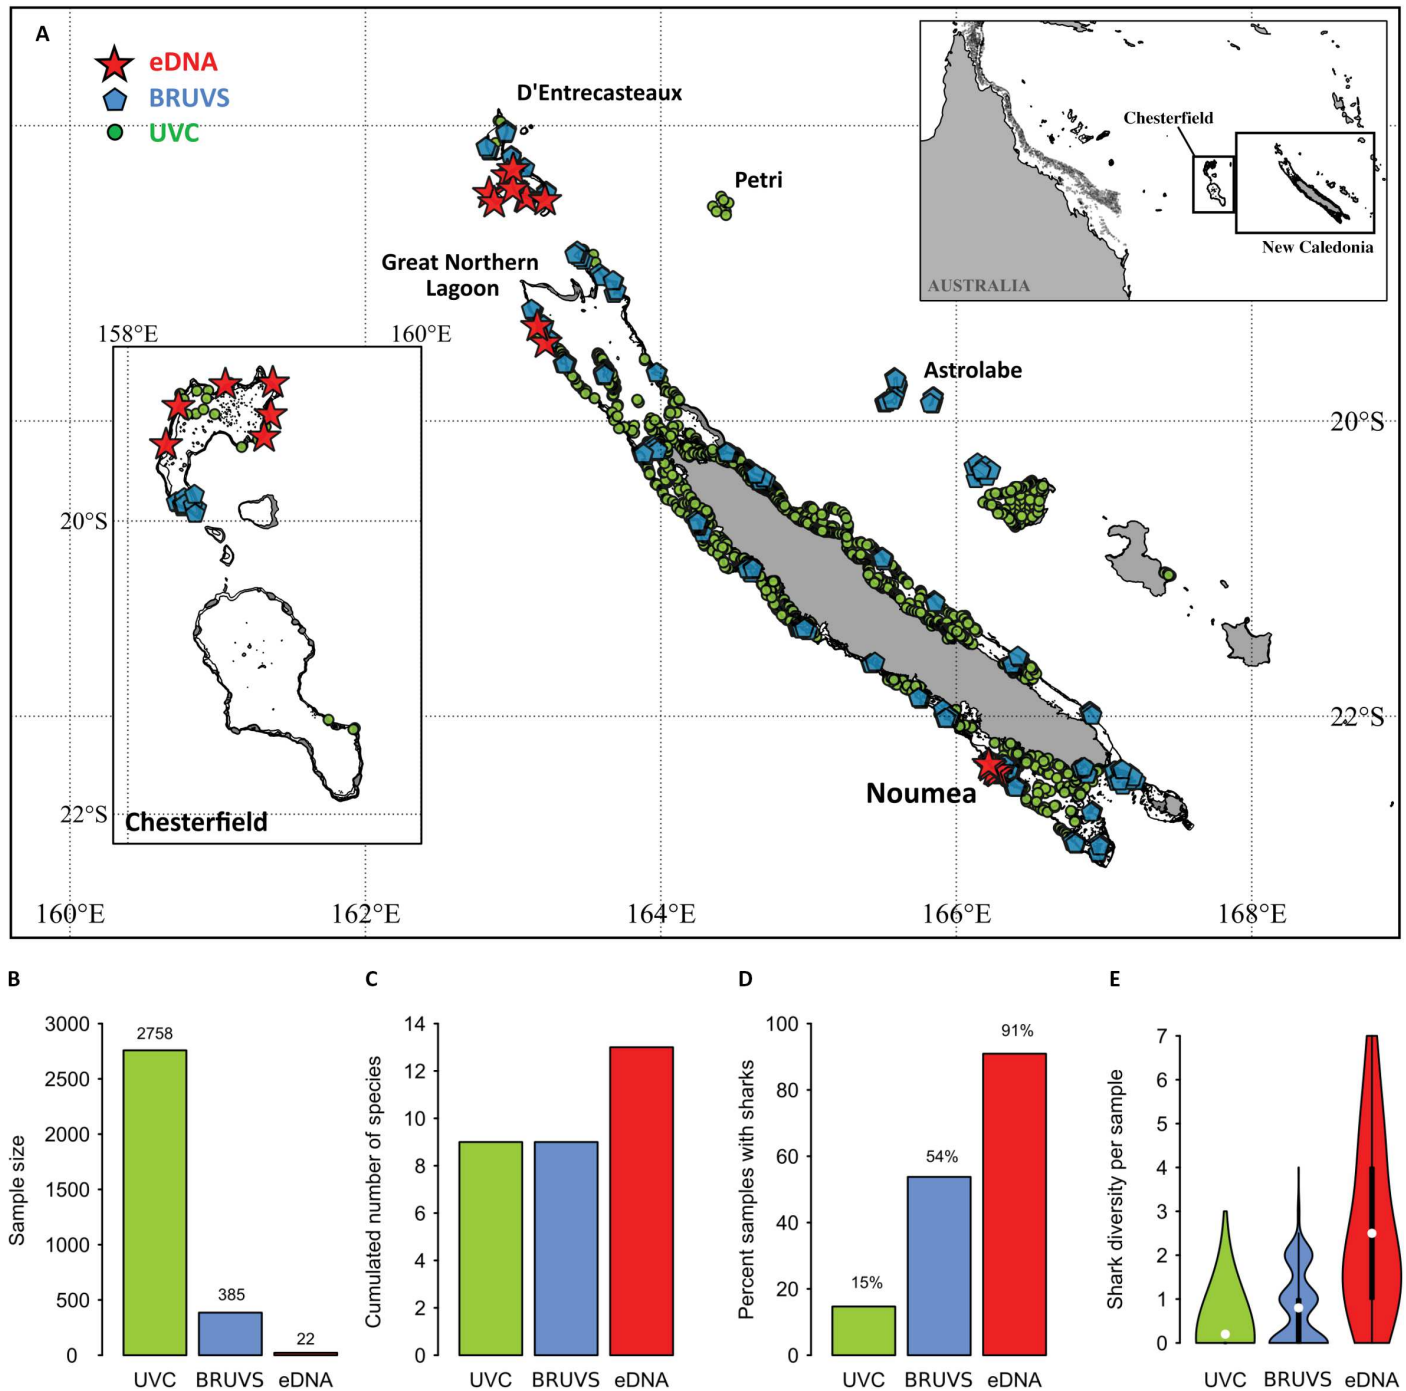 A
eDNA
BRUVS
UVC
D'Entrecasteaux
Petri
Great Northern
Lagoon
Astrolabe
Noumea
Chesterfield
New Caledonia
AUSTRALIA
158°E
160°E
20°S
22°S
Chesterfield
20°S
22°S
160°E
162°E
164°E
166°E
168°E
B
Sample size
3000
2500
2000
1500
1000
500
0
2758
385
22
UVC
BRUVS
eDNA
C
Cumulated number of species
14
12
10
8
6
4
2
0
UVC
BRUVS
eDNA
D
Percent samples with sharks
100
80
60
40
20
0
15%
54%
91%
UVC
BRUVS
eDNA
E
Shark diversity per sample
7
6
5
4
3
2
1
0
UVC
BRUVS
eDNA